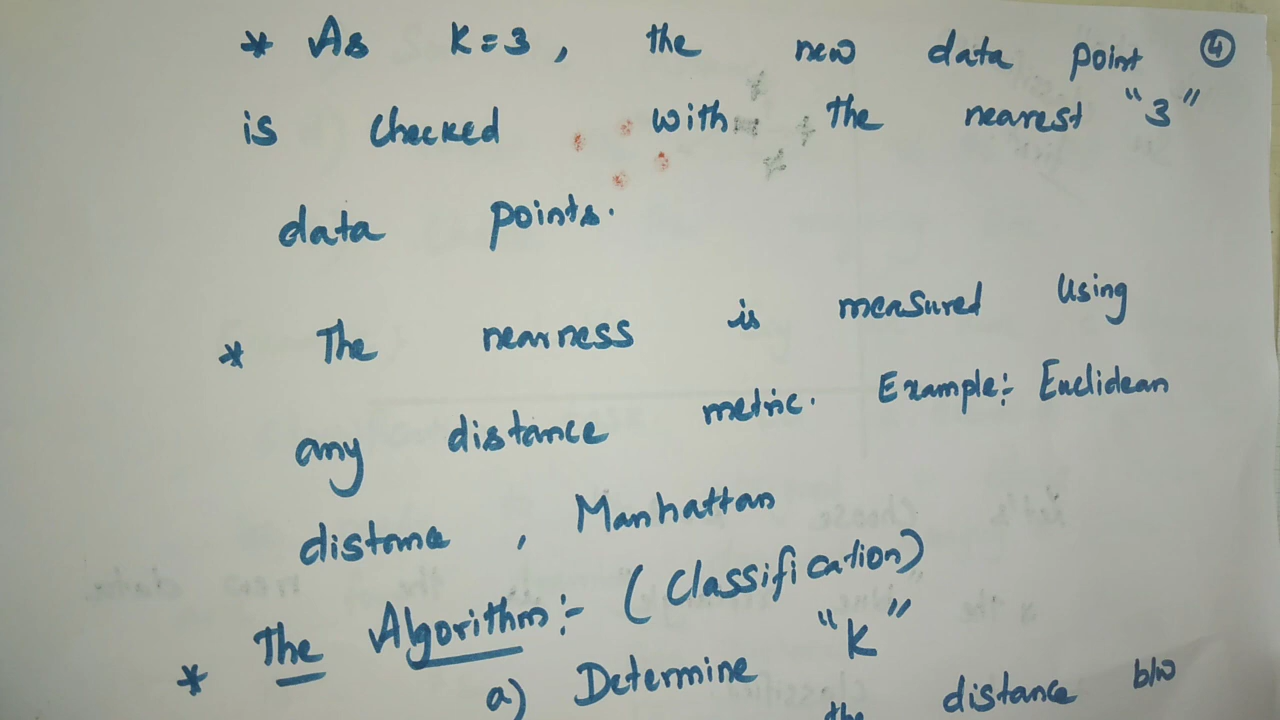 * As K=3, the new data point ④
is checked with the nearest "3"
data points.
* The nearness is measured using
any distance metric. Example:- Euclidean
distance, Manhattan
* The Algorithm:- (Classification)
a) Determine "K"
the distance b/w